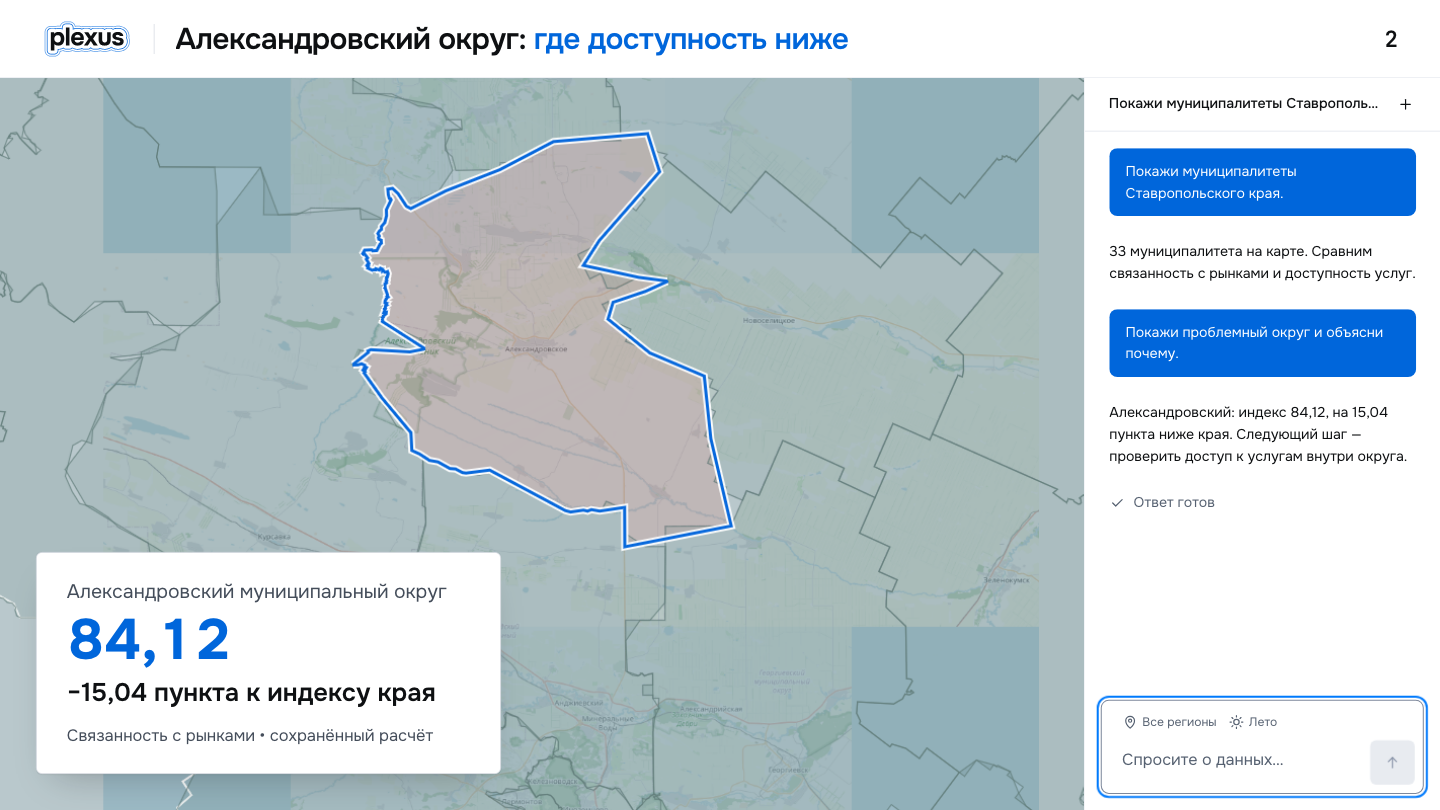 plexus
Александровский округ: где доступность ниже
2
Новоселицкое
Александровское
Курсавка
Зеленокумск
Минеральные
Воды
Георгиевск
Александровский муниципальный округ
84,12
−15,04 пункта к индексу края
Связанность с рынками • сохранённый расчёт
Покажи муниципалитеты Ставрополь...
+
Покажи муниципалитеты
Ставропольского края.
33 муниципалитета на карте. Сравним
связанность с рынками и доступность услуг.
Покажи проблемный округ и объясни
почему.
Александровский: индекс 84,12, на 15,04
пункта ниже края. Следующий шаг —
проверить доступ к услугам внутри округа.
Ответ готов
Все регионы
Лето
Спросите о данных...